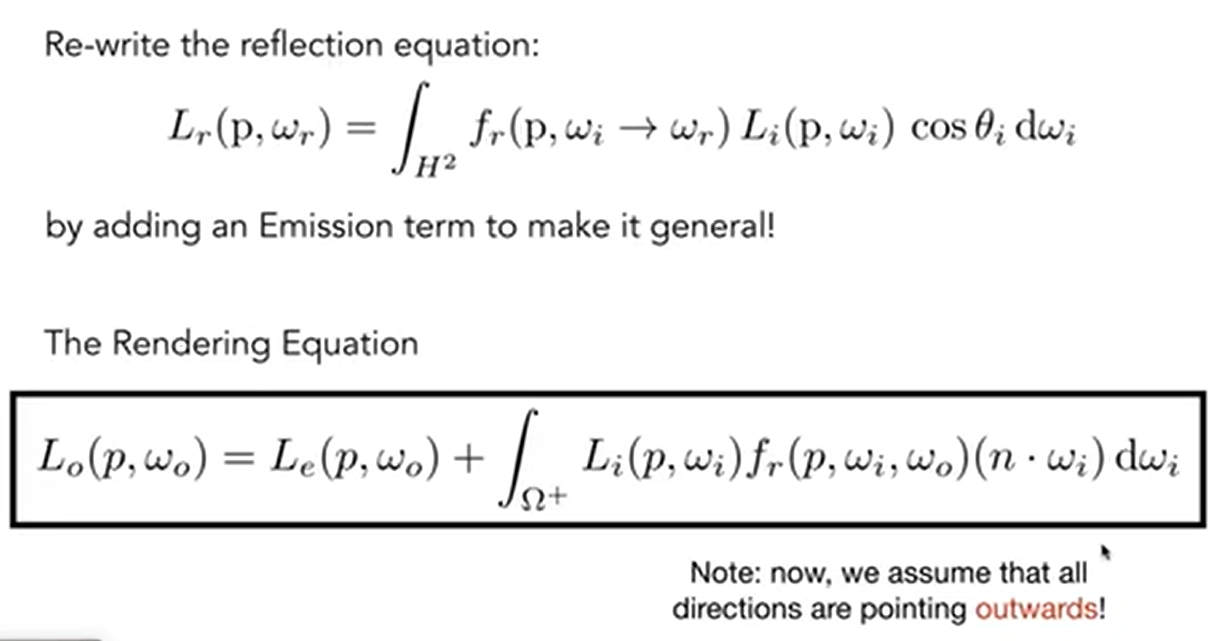 Re-write the reflection equation:
L_r(p, ω_r) = ∫_{H²} f_r(p, ω_i → ω_r) L_i(p, ω_i) cos θ_i dω_i
by adding an Emission term to make it general!
The Rendering Equation
L_o(p, ω_o) = L_e(p, ω_o) + ∫_{Ω+} L_i(p, ω_i) f_r(p, ω_i, ω_o)(n · ω_i) dω_i
Note: now, we assume that all
directions are pointing outwards!